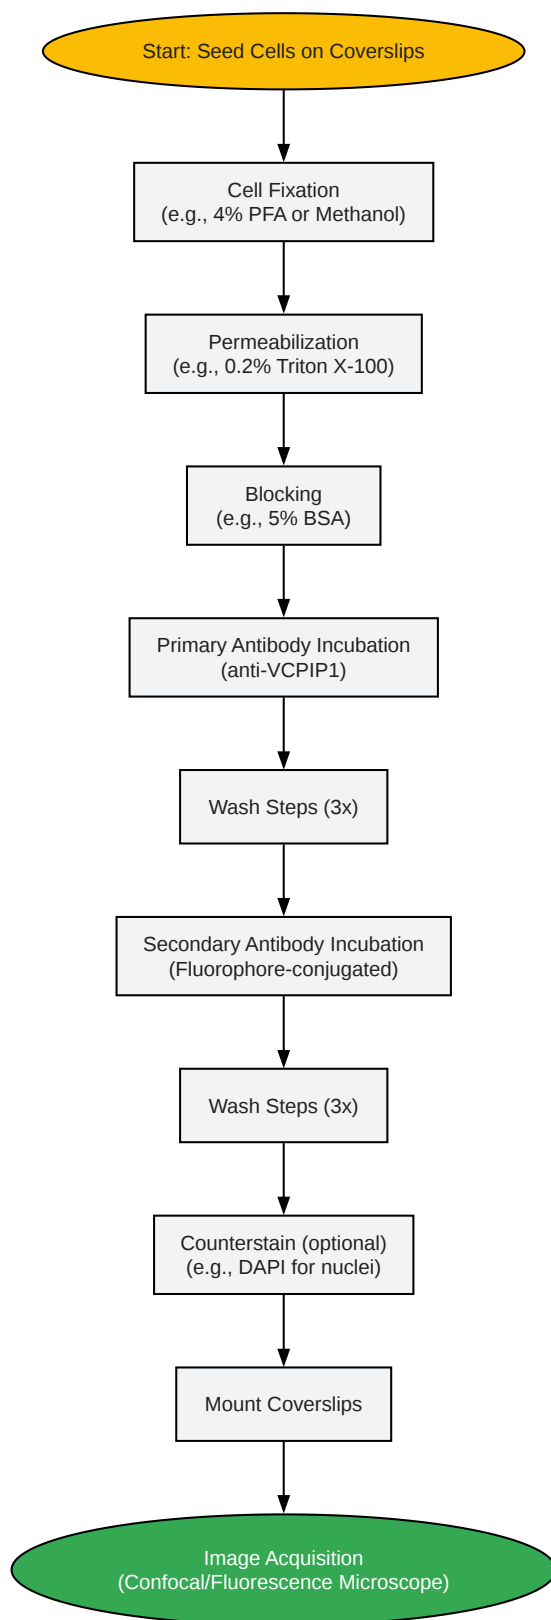 Start: Seed Cells on Coverslips
Cell Fixation
(e.g., 4% PFA or Methanol)
Permeabilization
(e.g., 0.2% Triton X-100)
Blocking
(e.g., 5% BSA)
Primary Antibody Incubation
(anti-VCPIP1)
Wash Steps (3x)
Secondary Antibody Incubation
(Fluorophore-conjugated)
Wash Steps (3x)
Counterstain (optional)
(e.g., DAPI for nuclei)
Mount Coverslips
Image Acquisition
(Confocal/Fluorescence Microscope)